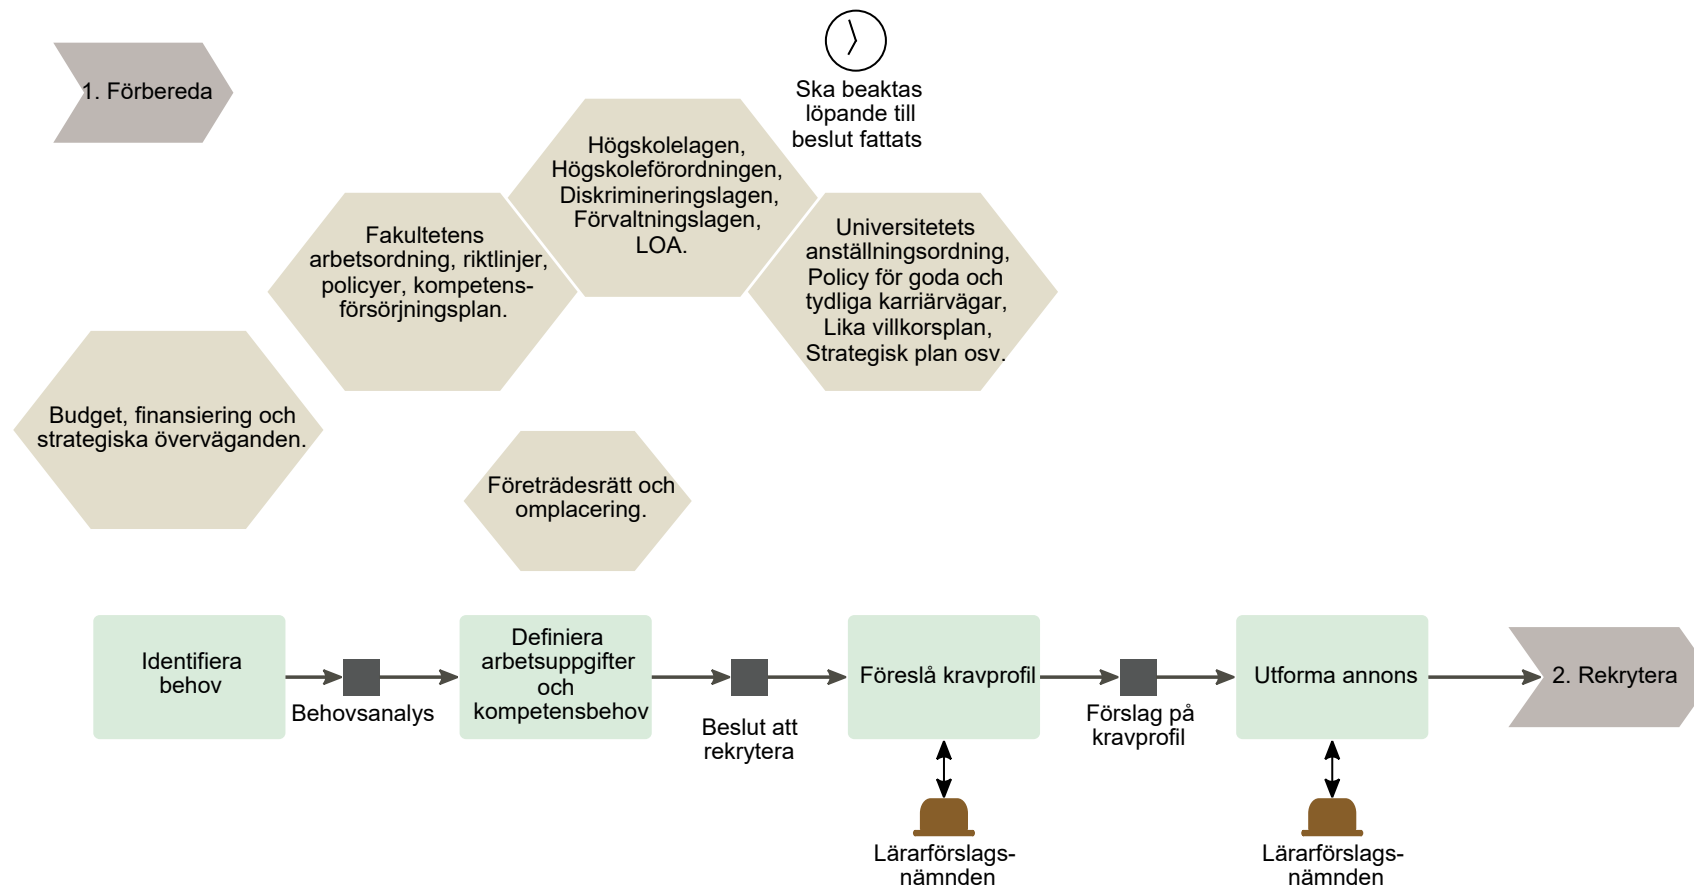 1. Förbereda
Ska beaktas
löpande till
beslut fattats
Högskolelagen,
Högskoleförordningen,
Diskrimineringslagen,
Förvaltningslagen,
LOA.
Fakultetens
arbetsordning, riktlinjer,
policyer, kompetens-
försörjningsplan.
Universitetets
anställningsordning,
Policy för goda och
tydliga karriärvägar,
Lika villkorsplan,
Strategisk plan osv.
Budget, finansiering och
strategiska överväganden.
Företrädesrätt och
omplacering.
Identifiera
behov
Behovsanalys
Definiera
arbetsuppgifter
och
kompetensbehov
Beslut att
rekrytera
Föreslå kravprofil
Förslag på
kravprofil
Utforma annons
2. Rekrytera
Lärarförslags-
nämnden
Lärarförslags-
nämnden